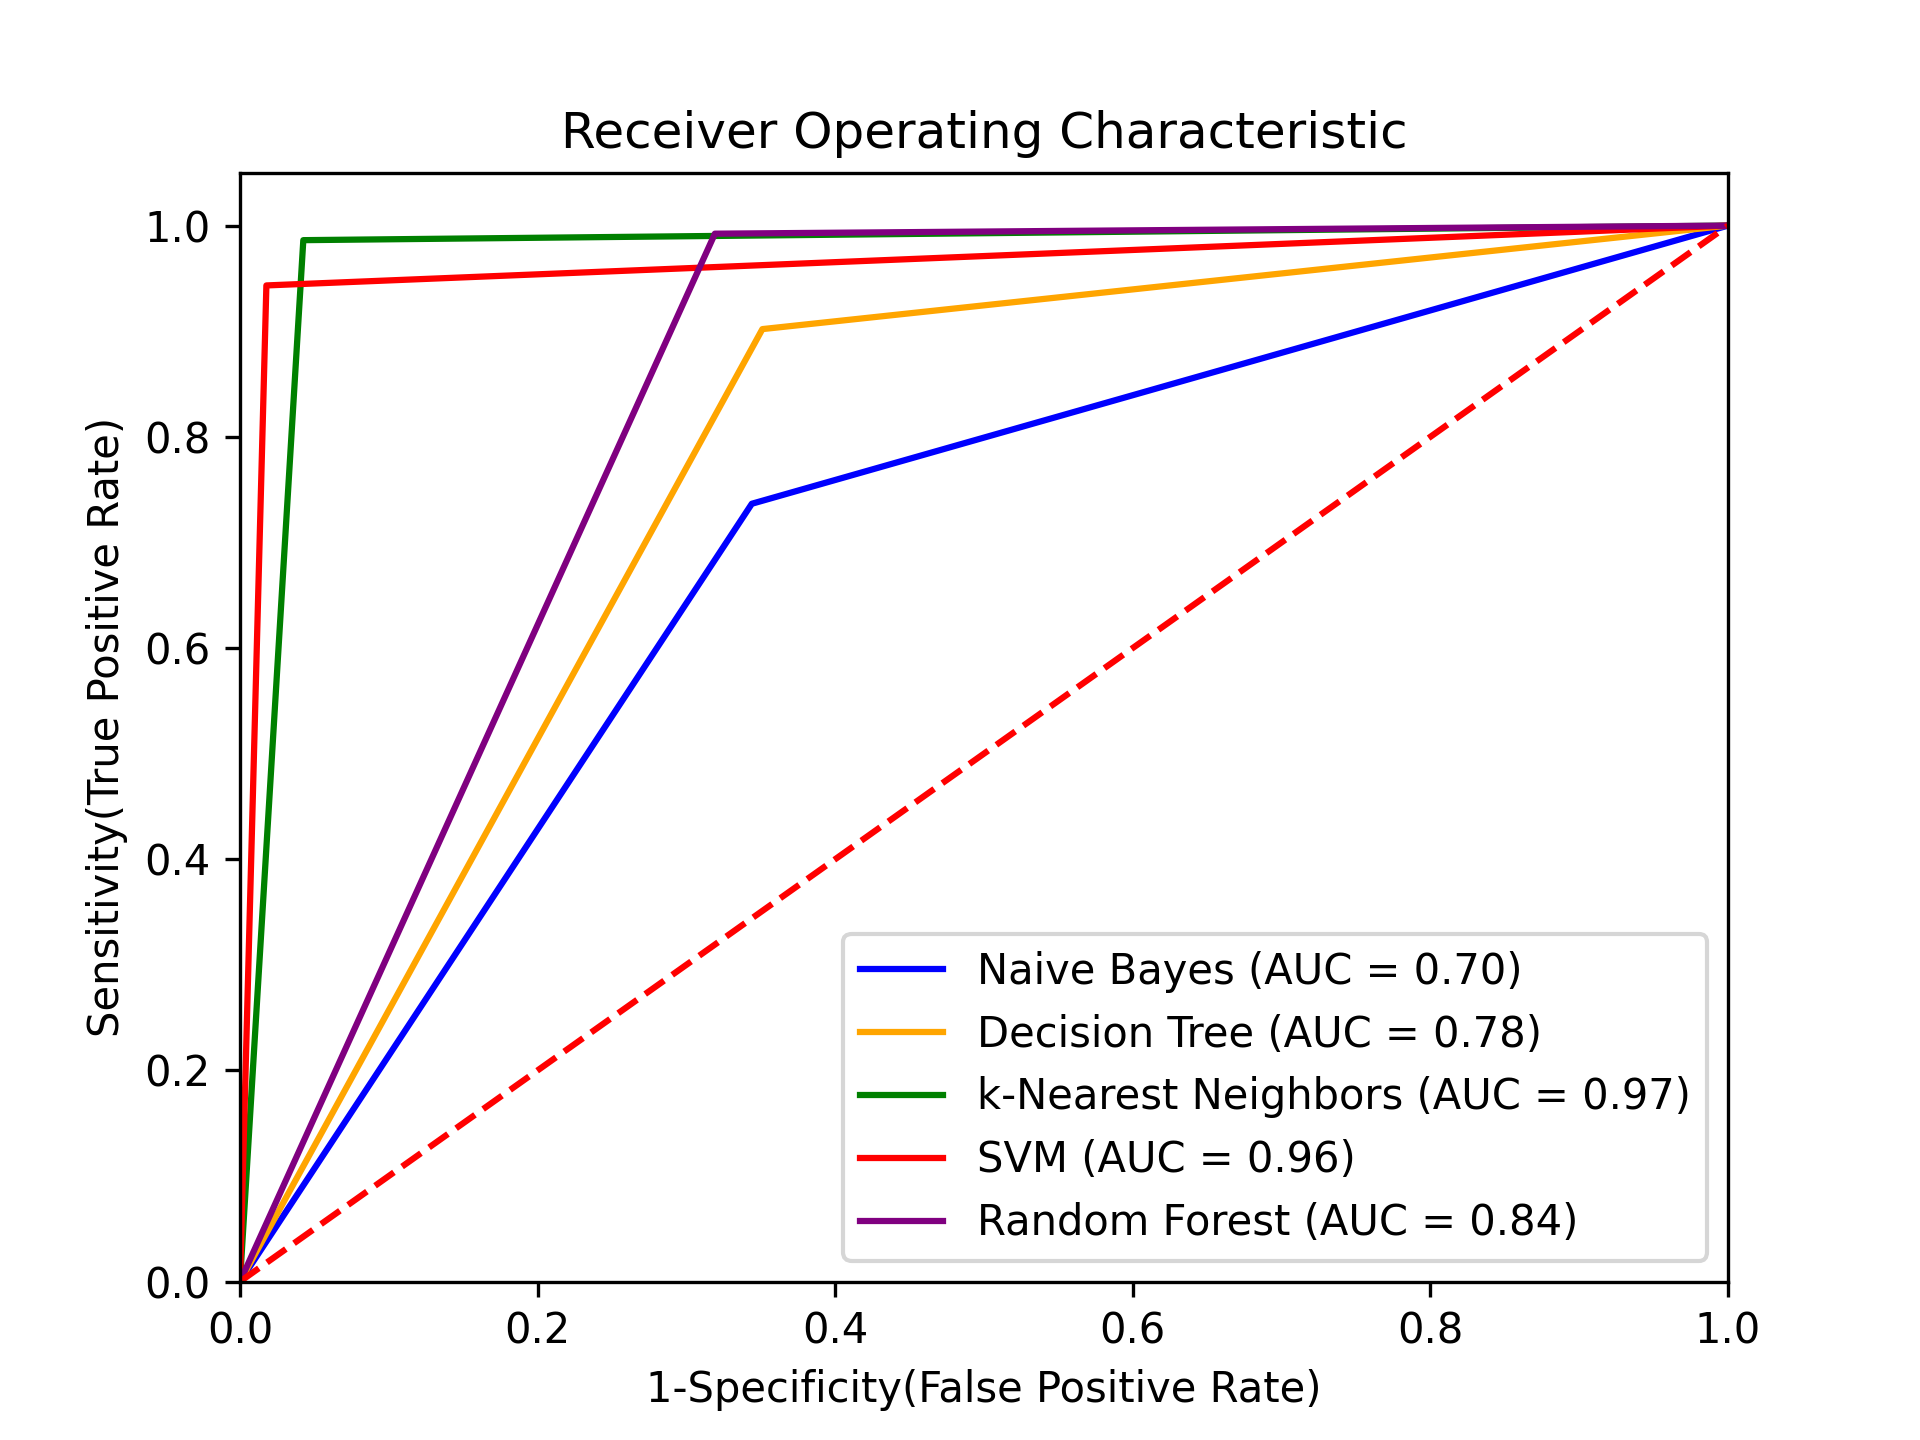 Receiver Operating Characteristic
1.0
0.8
0.6
0.4
0.2
0.0
Sensitivity(True Positive Rate)
Naive Bayes (AUC = 0.70)
Decision Tree (AUC = 0.78)
k-Nearest Neighbors (AUC = 0.97)
SVM (AUC = 0.96)
Random Forest (AUC = 0.84)
0.0 0.2 0.4 0.6 0.8 1.0
1-Specificity(False Positive Rate)